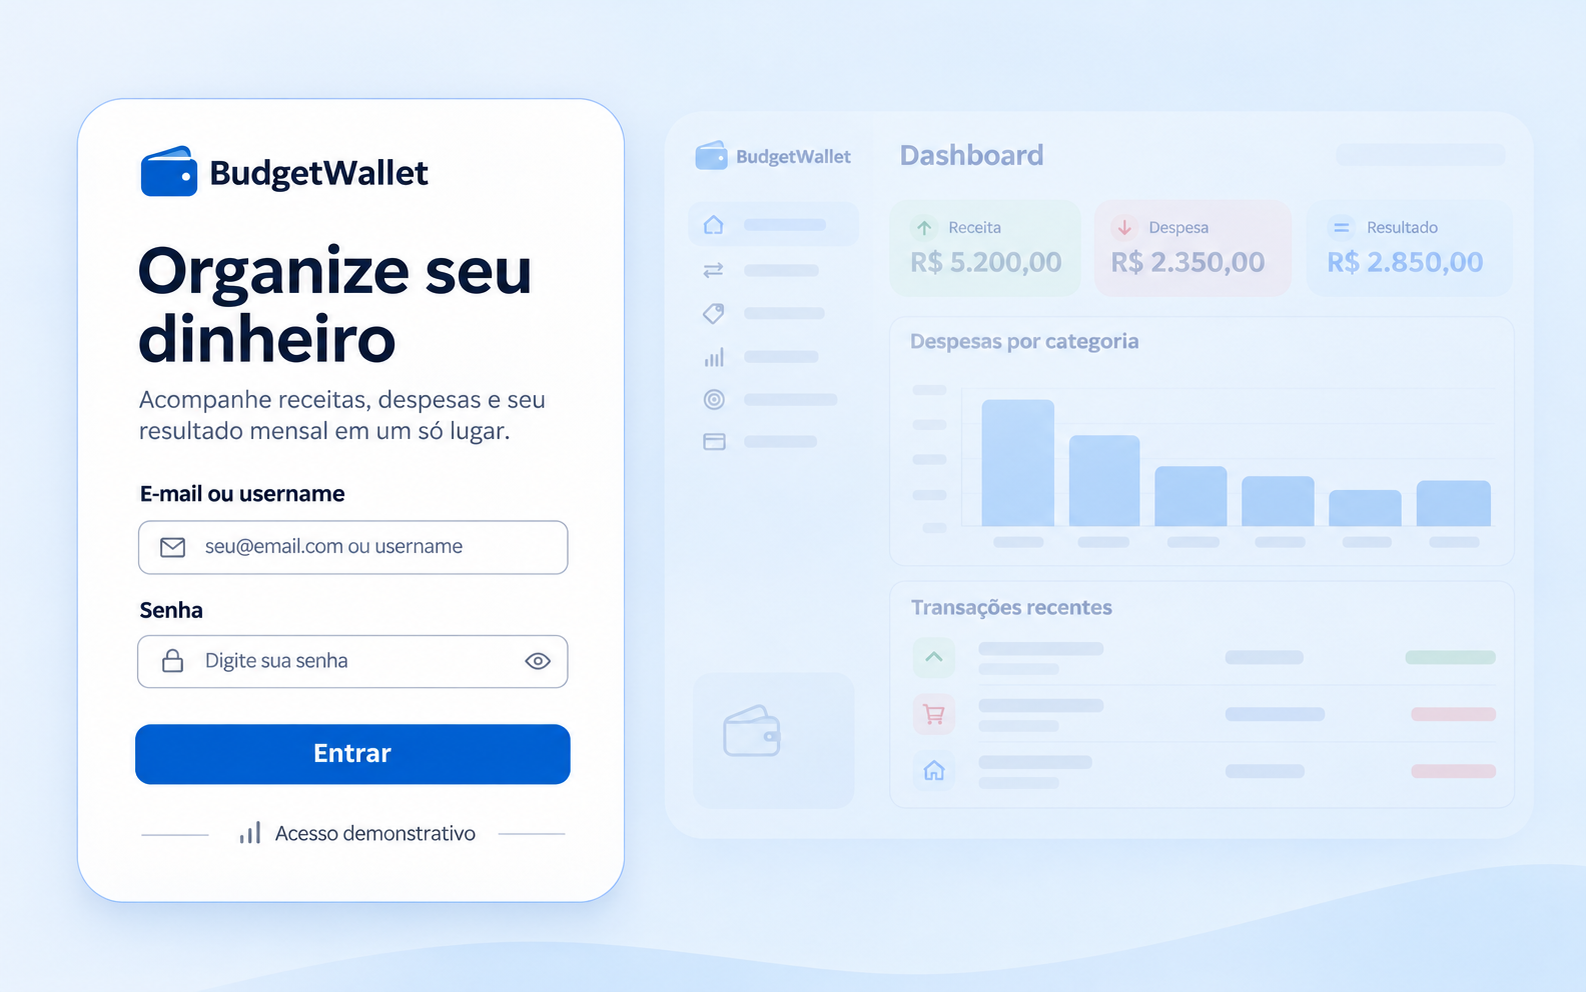 BudgetWallet
Organize seu
dinheiro
Acompanhe receitas, despesas e seu
resultado mensal em um só lugar.
E-mail ou username
seu@email.com ou username
Senha
Digite sua senha
Entrar
Acesso demonstrativo
BudgetWallet
Dashboard
Receita
R$ 5.200,00
Despesa
R$ 2.350,00
Resultado
R$ 2.850,00
Despesas por categoria
Transações recentes